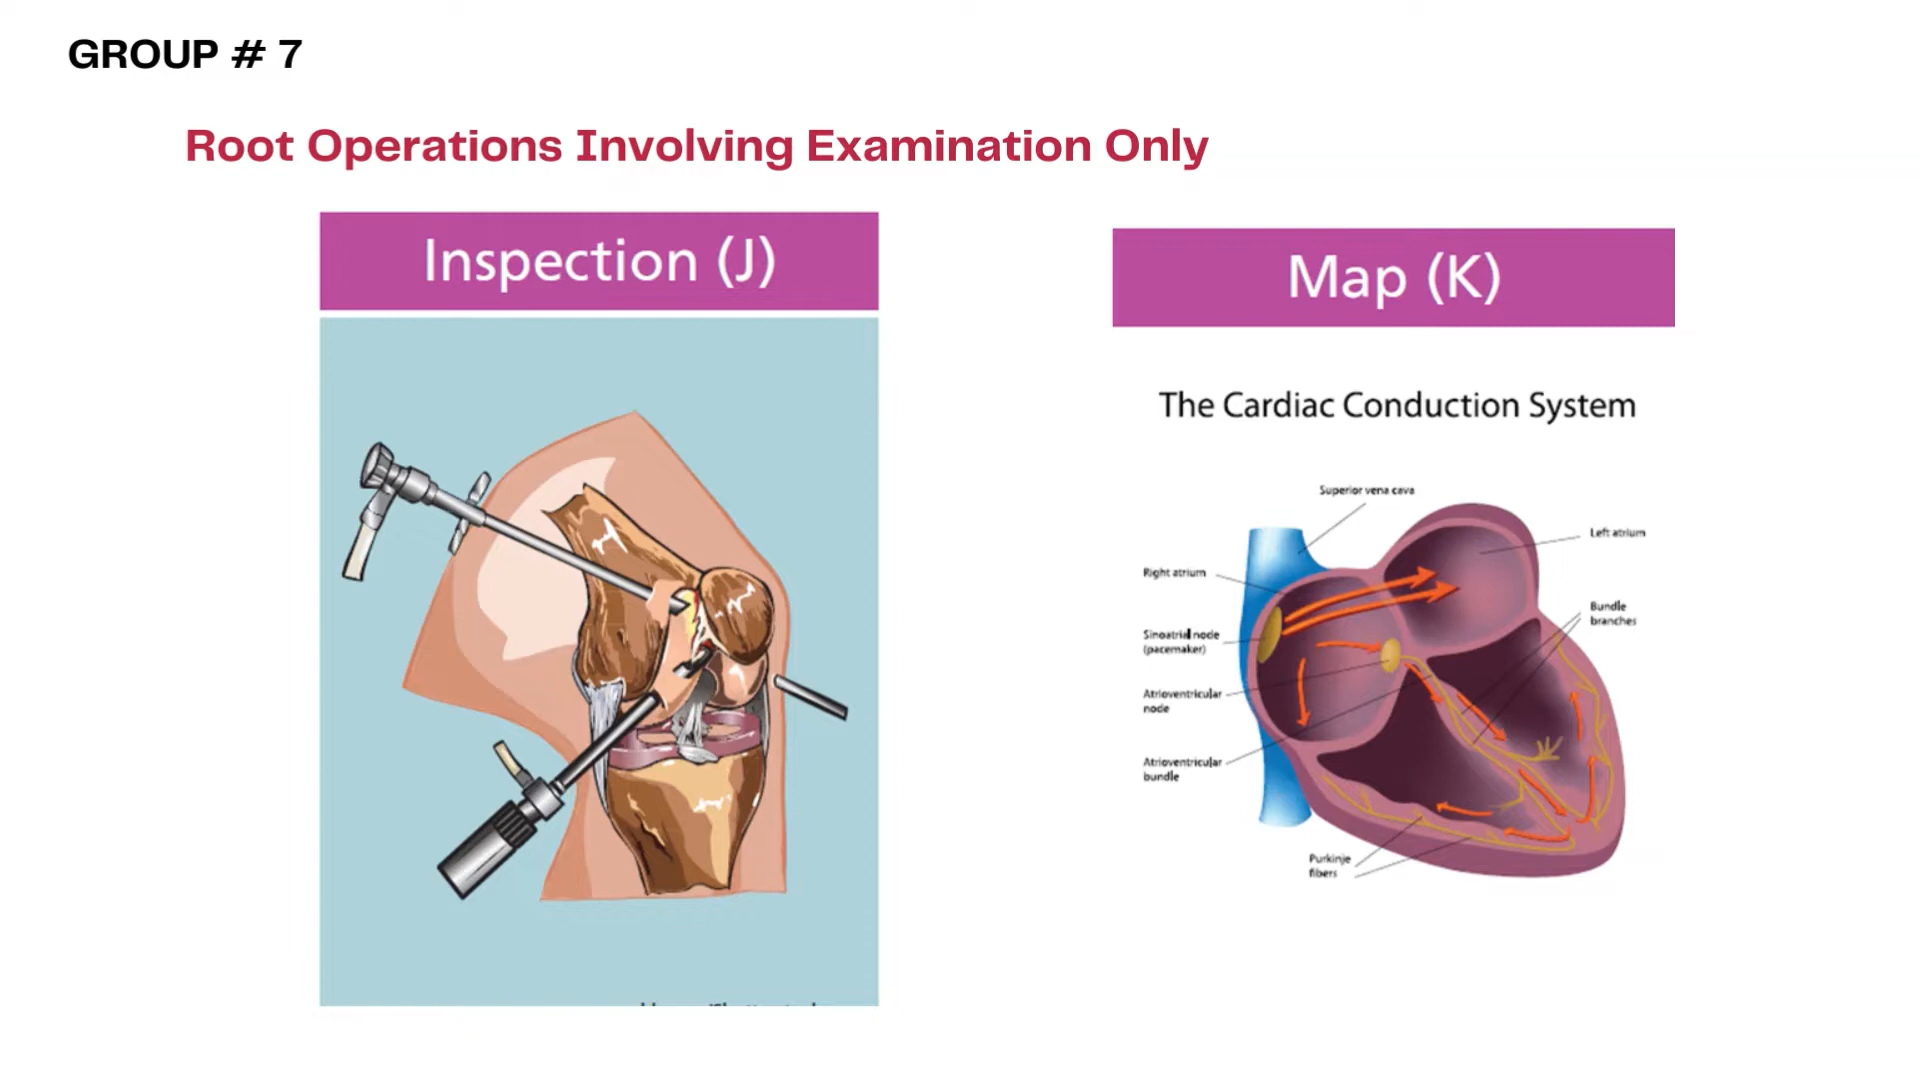 GROUP # 7
Root Operations Involving Examination Only
Inspection (J)
Map (K)
The Cardiac Conduction System
Superior vena cava
Left atrium
Right atrium
Bundle
branches
Sinoatrial node
(pacemaker)
Atrioventricular
node
Atrioventricular
bundle
Purkinje
fibers